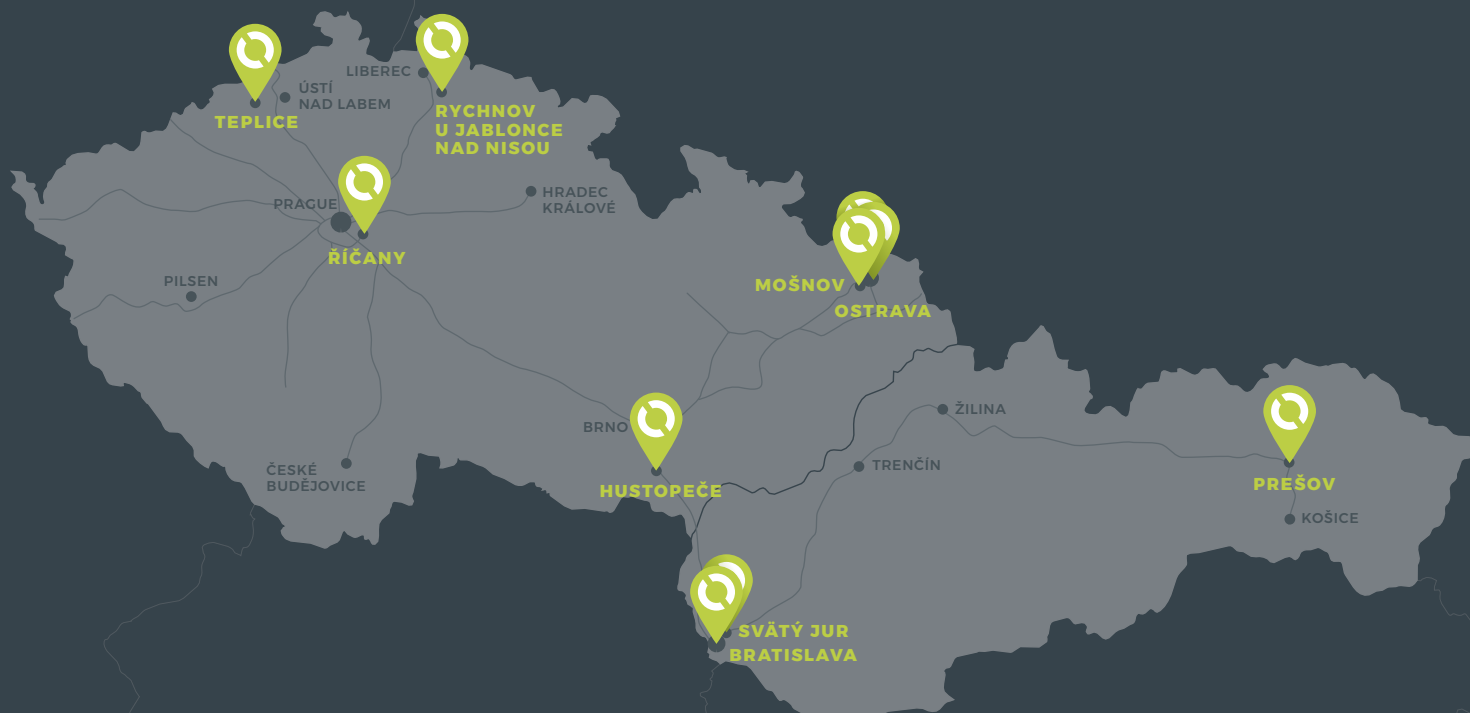 LIBEREC
ÚSTÍ
NAD LABEM
TEPLICE
RYCHNOV
U JABLONCE
NAD NISOU
PRAGUE
HRADEC
KRÁLOVÉ
ŘÍČANY
PILSEN
MOŠNOV
OSTRAVA
ŽILINA
BRNO
TRENČÍN
ČESKÉ
BUDĚJOVICE
HUSTOPEČE
PREŠOV
KOŠICE
SVÄTÝ JUR
BRATISLAVA